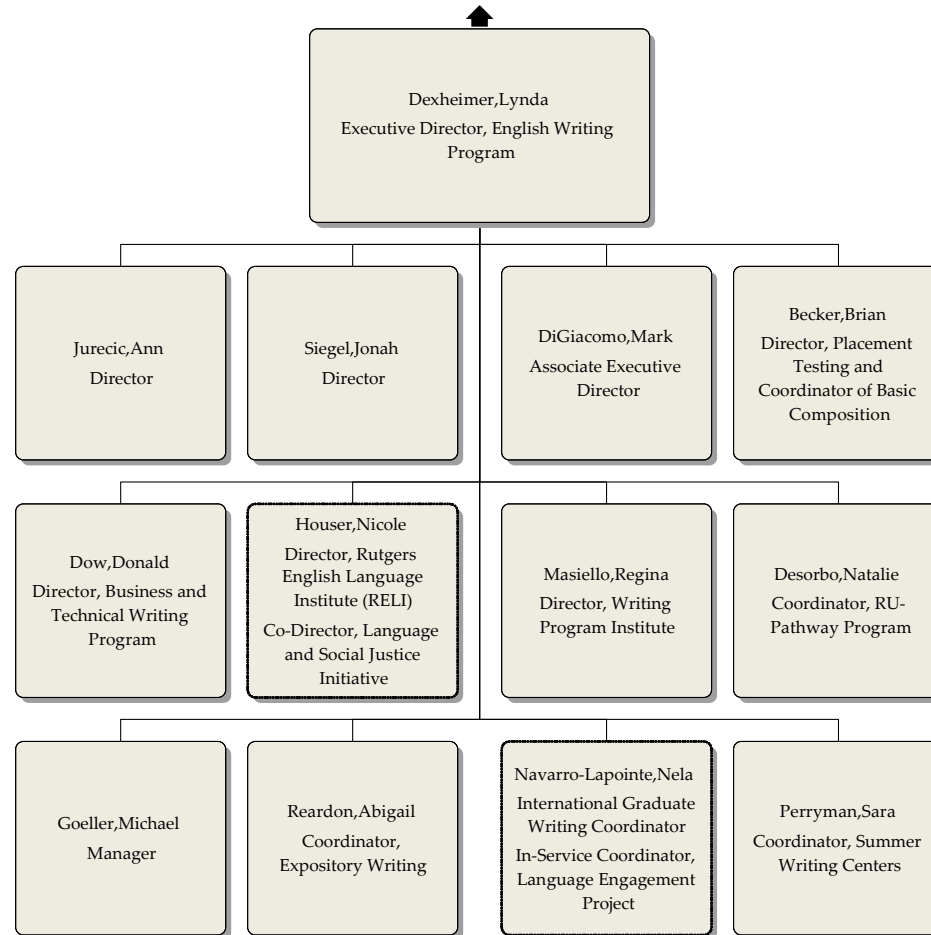 Dexheimer,Lynda
Executive Director, English Writing
Program
Jurecic,Ann
Director
Siegel,Jonah
Director
DiGiacomo,Mark
Associate Executive
Director
Becker,Brian
Director, Placement
Testing and
Coordinator of Basic
Composition
Dow,Donald
Director, Business and
Technical Writing
Program
Houser,Nicole
Director, Rutgers
English Language
Institute (RELI)
Co-Director, Language
and Social Justice
Initiative
Masiello,Regina
Director, Writing
Program Institute
Desorbo,Natalie
Coordinator, RU-
Pathway Program
Goeller,Michael
Manager
Reardon,Abigail
Coordinator,
Expository Writing
Navarro-Lapointe,Nela
International Graduate
Writing Coordinator
In-Service Coordinator,
Language Engagement
Project
Perryman,Sara
Coordinator, Summer
Writing Centers